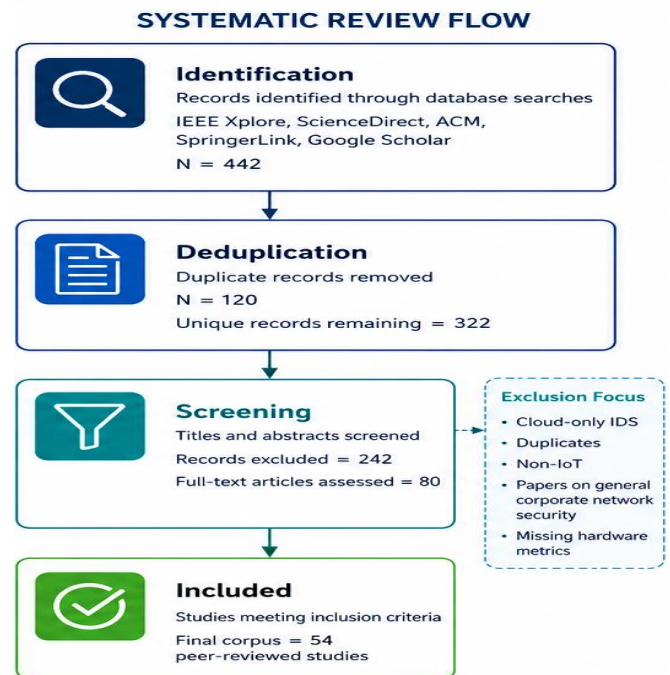 SYSTEMATIC REVIEW FLOW
Identification
Records identified through database searches
IEEE Xplore, ScienceDirect, ACM,
SpringerLink, Google Scholar
N = 442
Deduplication
Duplicate records removed
N = 120
Unique records remaining = 322
Screening
Titles and abstracts screened
Records excluded = 242
Full-text articles assessed = 80
Exclusion Focus
• Cloud-only IDS
• Duplicates
• Non-IoT
• Papers on general
corporate network
security
• Missing hardware
metrics
Included
Studies meeting inclusion criteria
Final corpus = 54
peer-reviewed studies